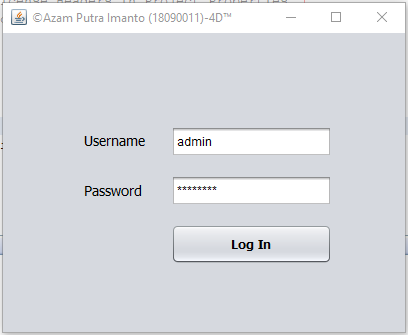 ©Azam Putra Imanto (18090011)-4D™
Username admin
Password ********
Log In